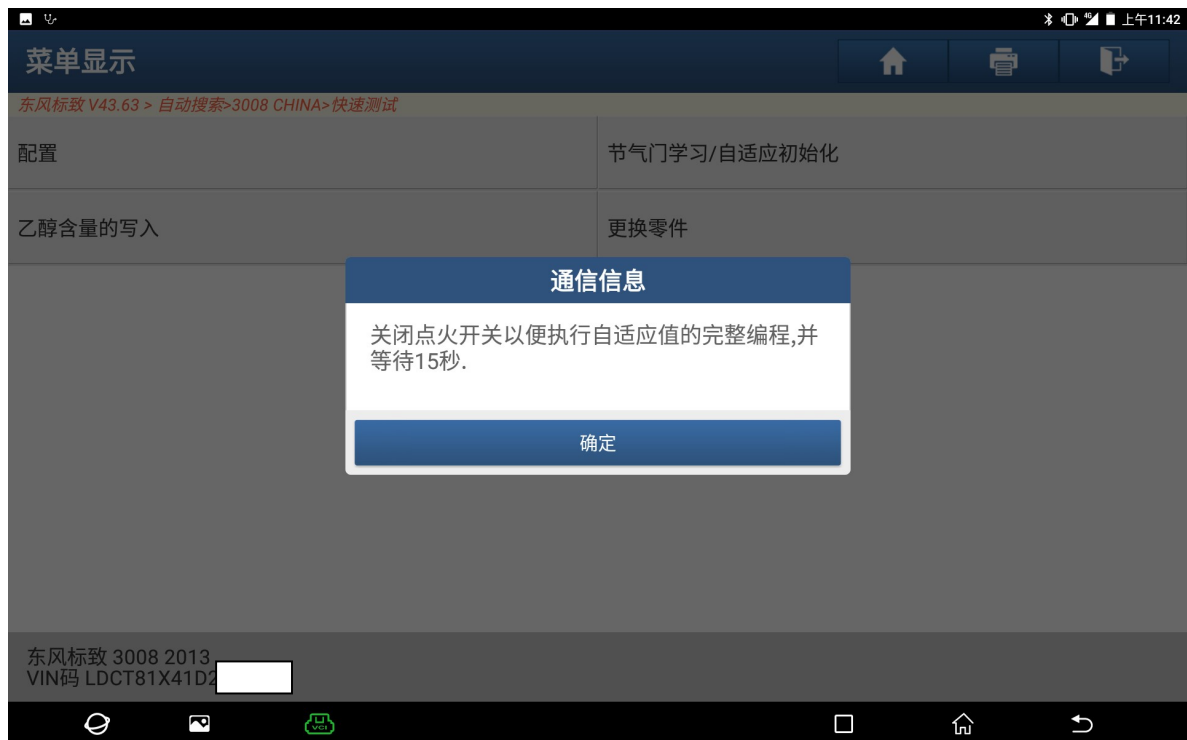 上午11:42
菜单显示
东风标致 V43.63 > 自动搜索>3008 CHINA>快速测试
配置
节气门学习/自适应初始化
乙醇含量的写入
更换零件
通信信息
关闭点火开关以便执行自适应值的完整编程,并
等待15秒.
确定
东风标致 3008 2013
VIN码 LDCT81X41D2
VCI